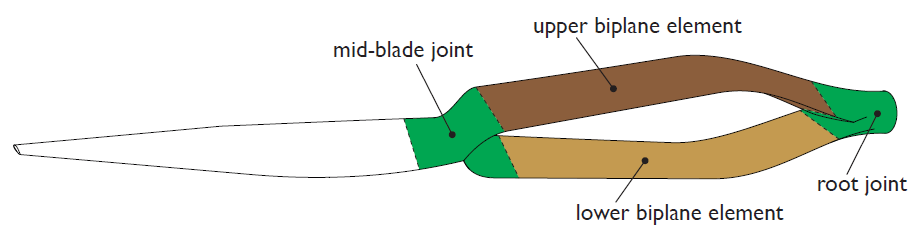 upper biplane element
mid-blade joint
root joint
lower biplane element